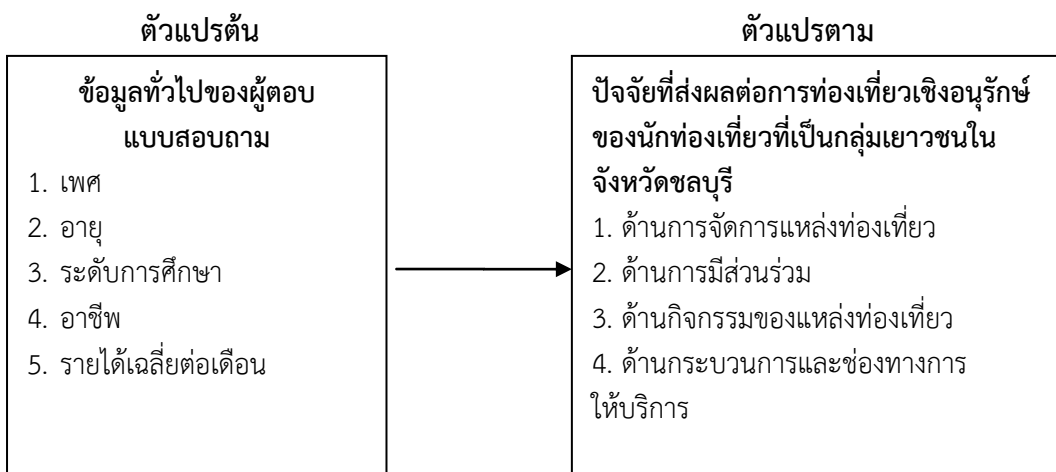 ตัวแปรต้น
ข้อมูลทั่วไปของผู้ตอบ
แบบสอบถาม
1. เพศ
2. อายุ
3. ระดับการศึกษา
4. อาชีพ
5. รายได้เฉลี่ยต่อเดือน
ตัวแปรตาม
ปัจจัยที่ส่งผลต่อการท่องเที่ยวเชิงอนุรักษ์
ของนักท่องเที่ยวที่เป็นกลุ่มเยาวชนใน
จังหวัดชลบุรี
1. ด้านการจัดการแหล่งท่องเที่ยว
2. ด้านการมีส่วนร่วม
3. ด้านกิจกรรมของแหล่งท่องเที่ยว
4. ด้านกระบวนการและช่องทางการ
ให้บริการ